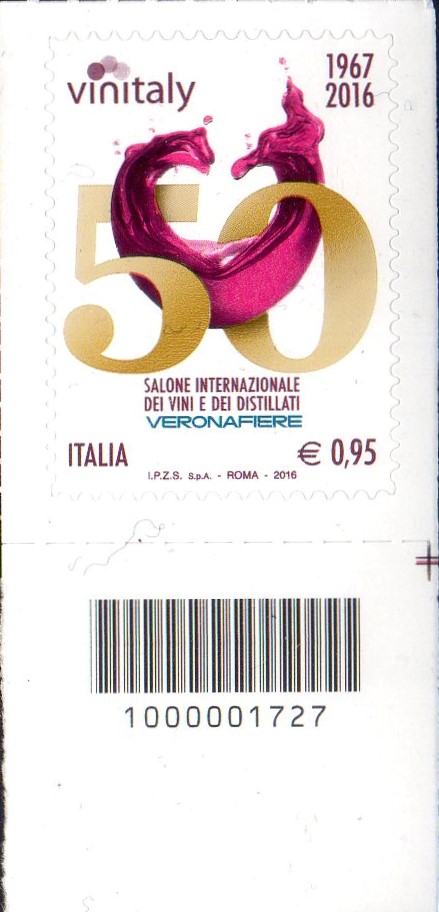 vinitaly
1967
2016
50
SALONE INTERNAZIONALE
DEI VINI E DEI DISTILLATI
VERONAFIERE
ITALIA
€ 0,95
I.P.Z.S. S.p.A. - ROMA - 2016
1000001727